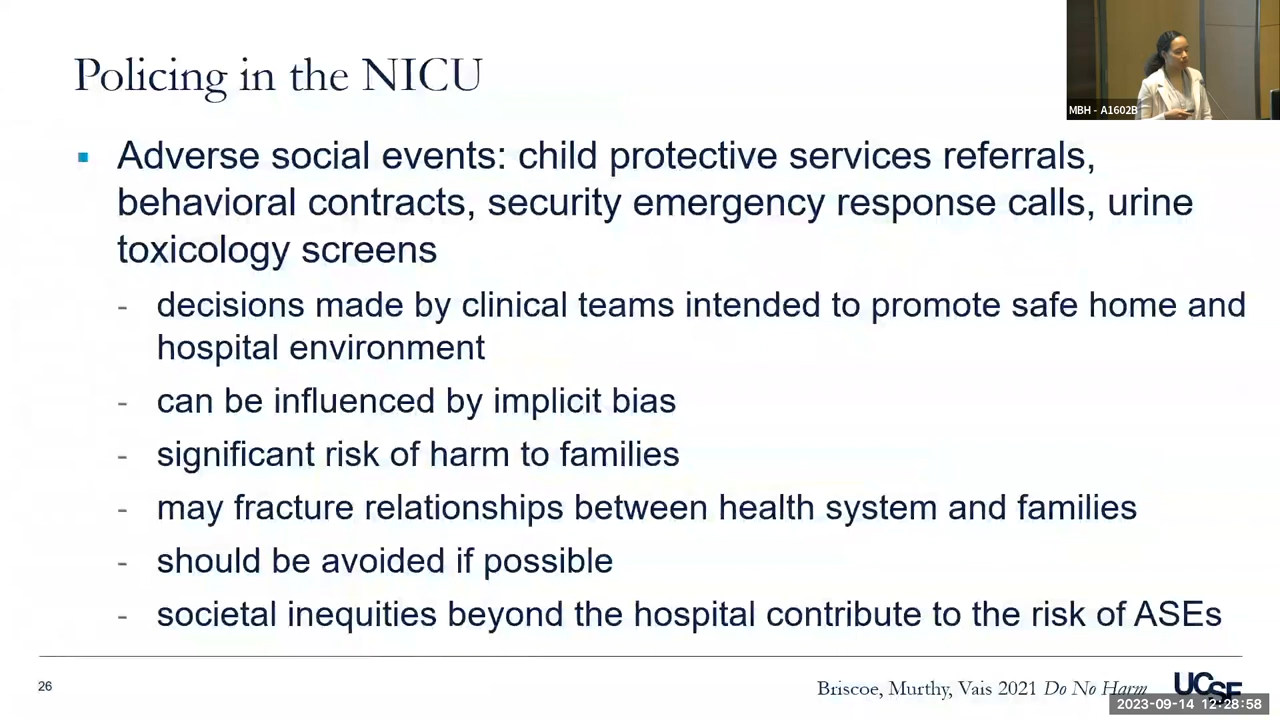 Policing in the NICU
MBH - A1602B
Adverse social events: child protective services referrals,
behavioral contracts, security emergency response calls, urine
toxicology screens
- decisions made by clinical teams intended to promote safe home and
hospital environment
- can be influenced by implicit bias
- significant risk of harm to families
- may fracture relationships between health system and families
- should be avoided if possible
- societal inequities beyond the hospital contribute to the risk of ASEs
26
Briscoe, Murthy, Vais 2021 Do No Harm
UCSF
2023-09-14 12:28:58